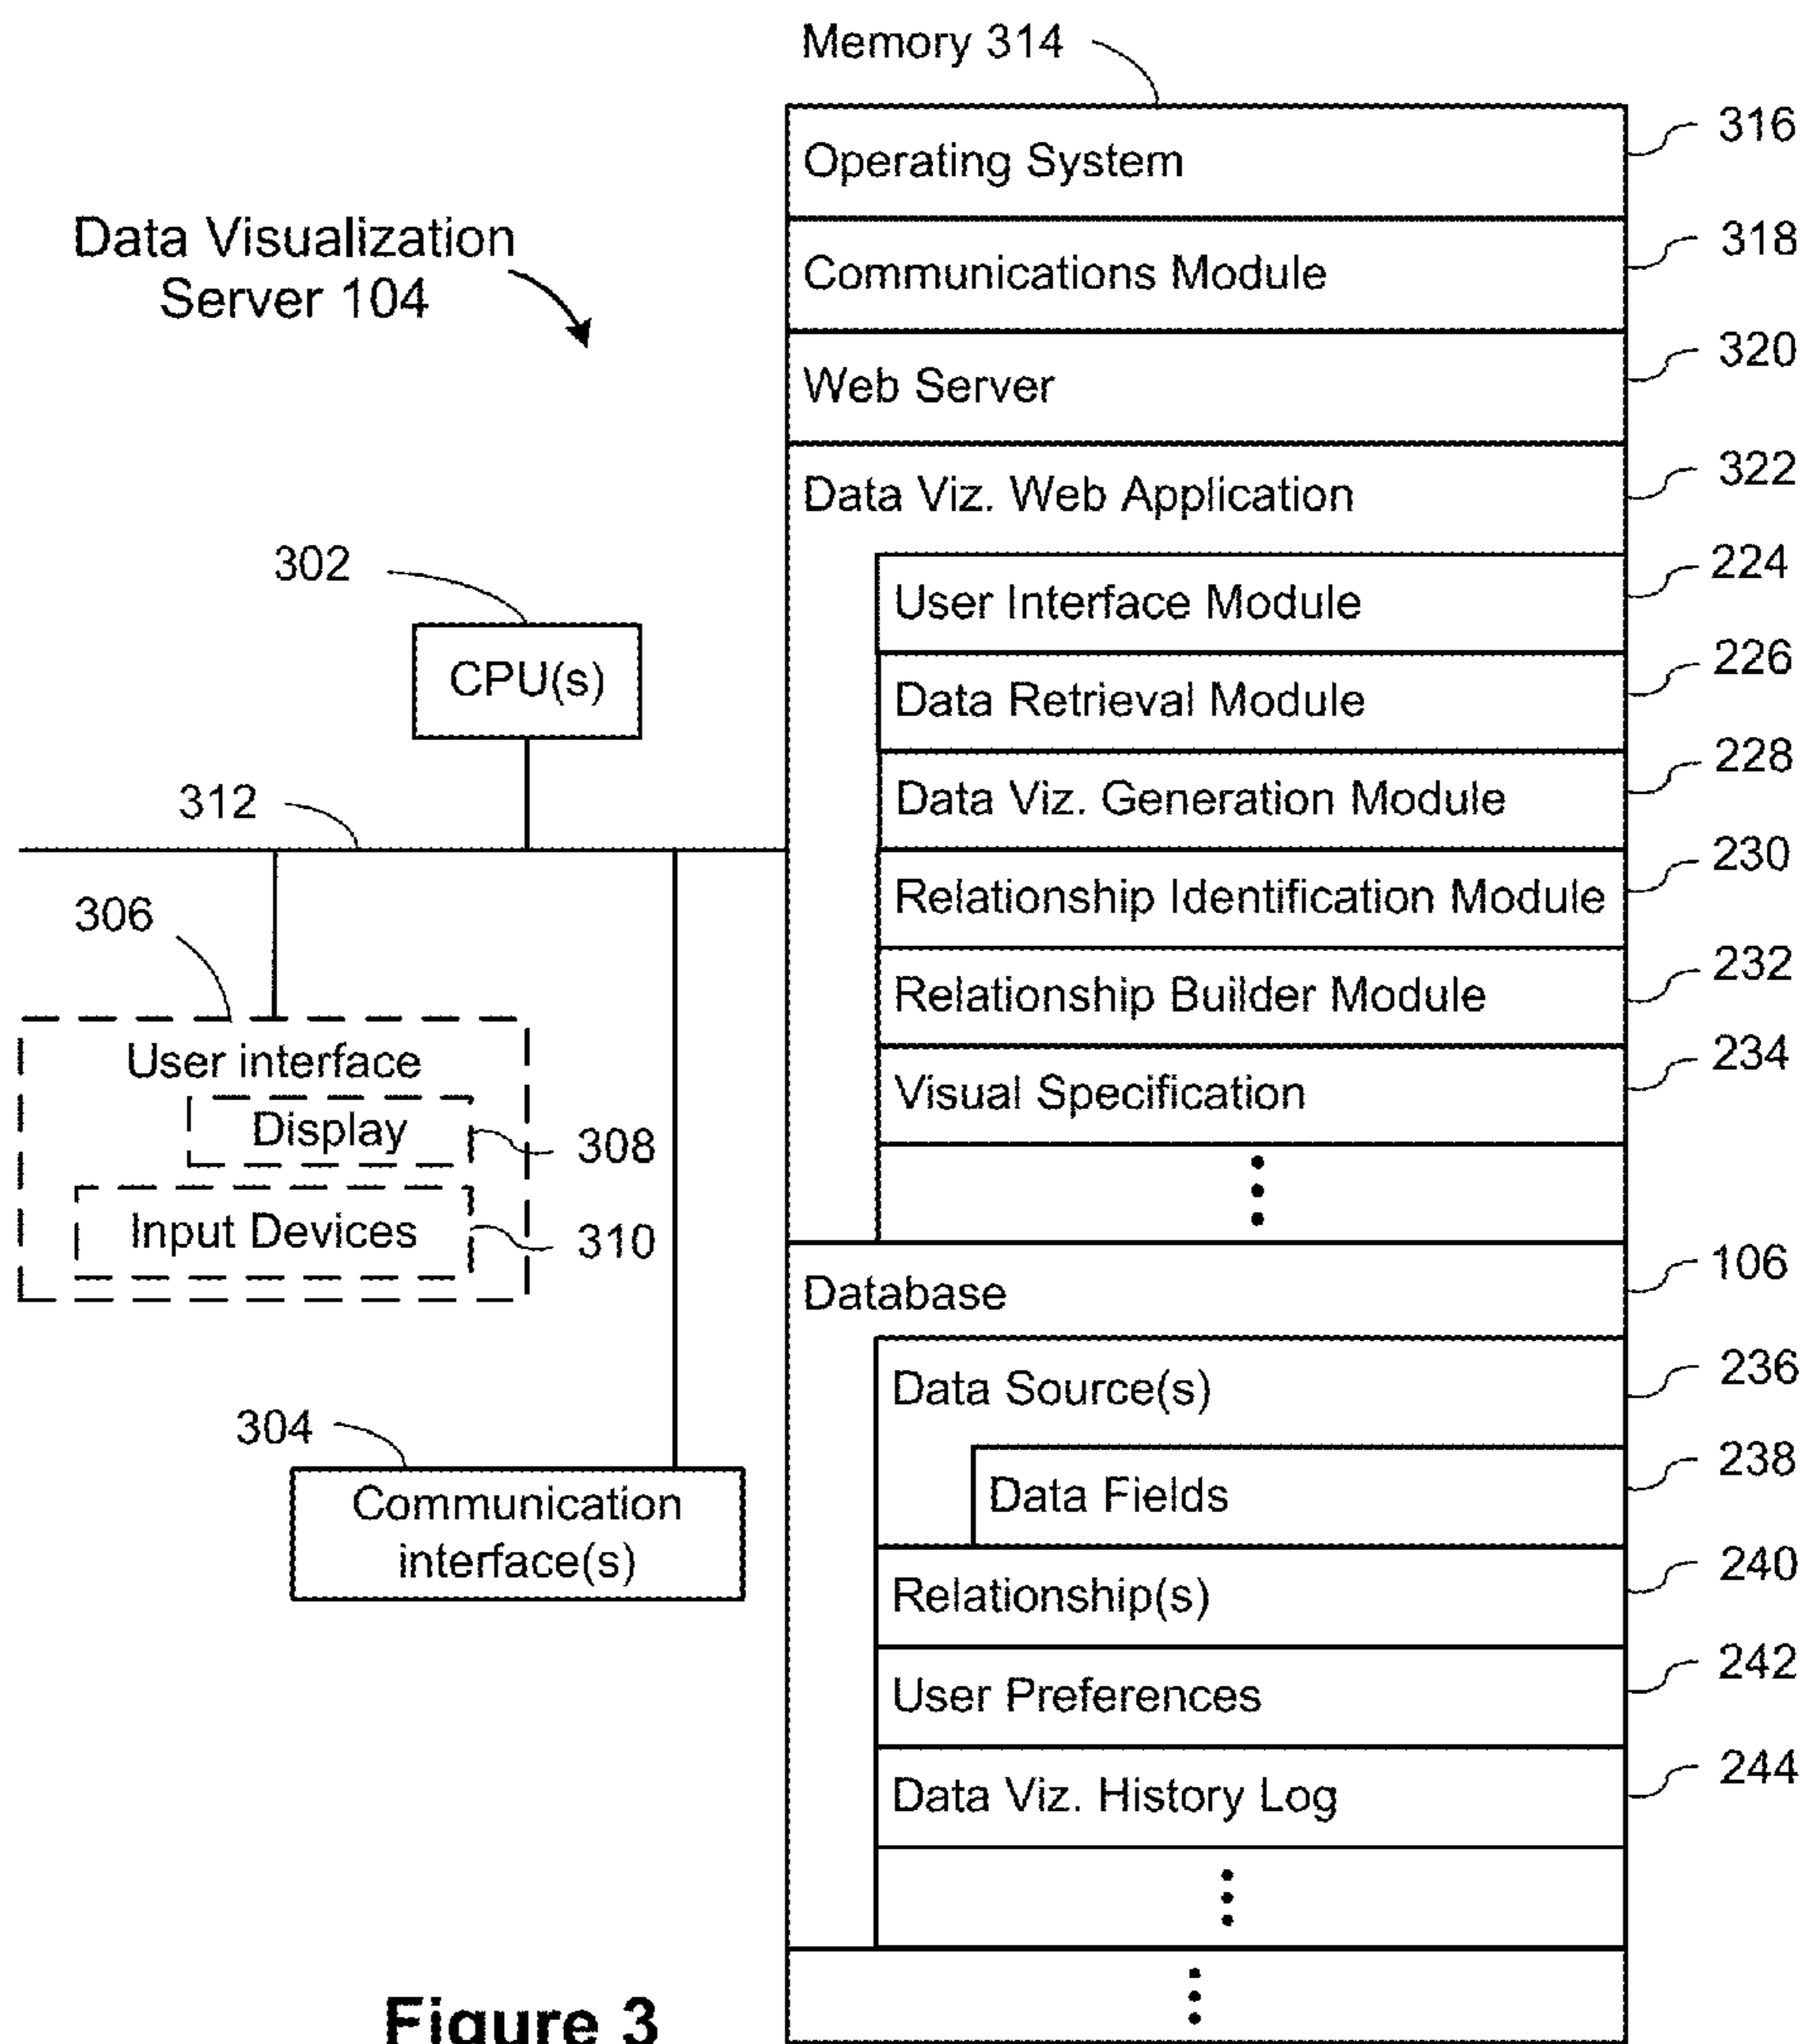 Memory 314
Operating System
316
Data Visualization
Server 104
Communications Module
318
Web Server
320
Data Viz. Web Application
322
User Interface Module
224
Data Retrieval Module
226
Data Viz. Generation Module
228
Relationship Identification Module
230
Relationship Builder Module
232
Visual Specification
234
302
CPU(s)
312
306
User interface
Display
308
Input Devices
310
304
Communication
interface(s)
Database
106
Data Source(s)
236
Data Fields
238
Relationship(s)
240
User Preferences
242
Data Viz. History Log
244
Figure 3